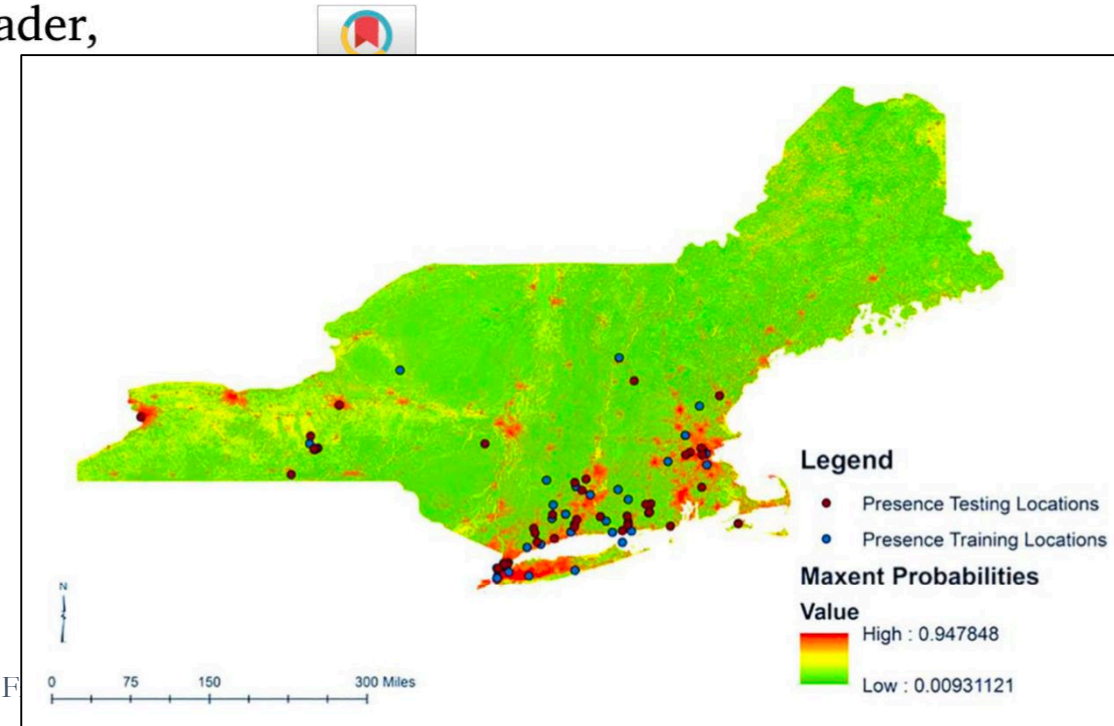 ader,
Legend
Presence Testing Locations
Presence Training Locations
Maxent Probabilities
Value
High : 0.947848
Low : 0.00931121
N
0 75 150 300 Miles
F